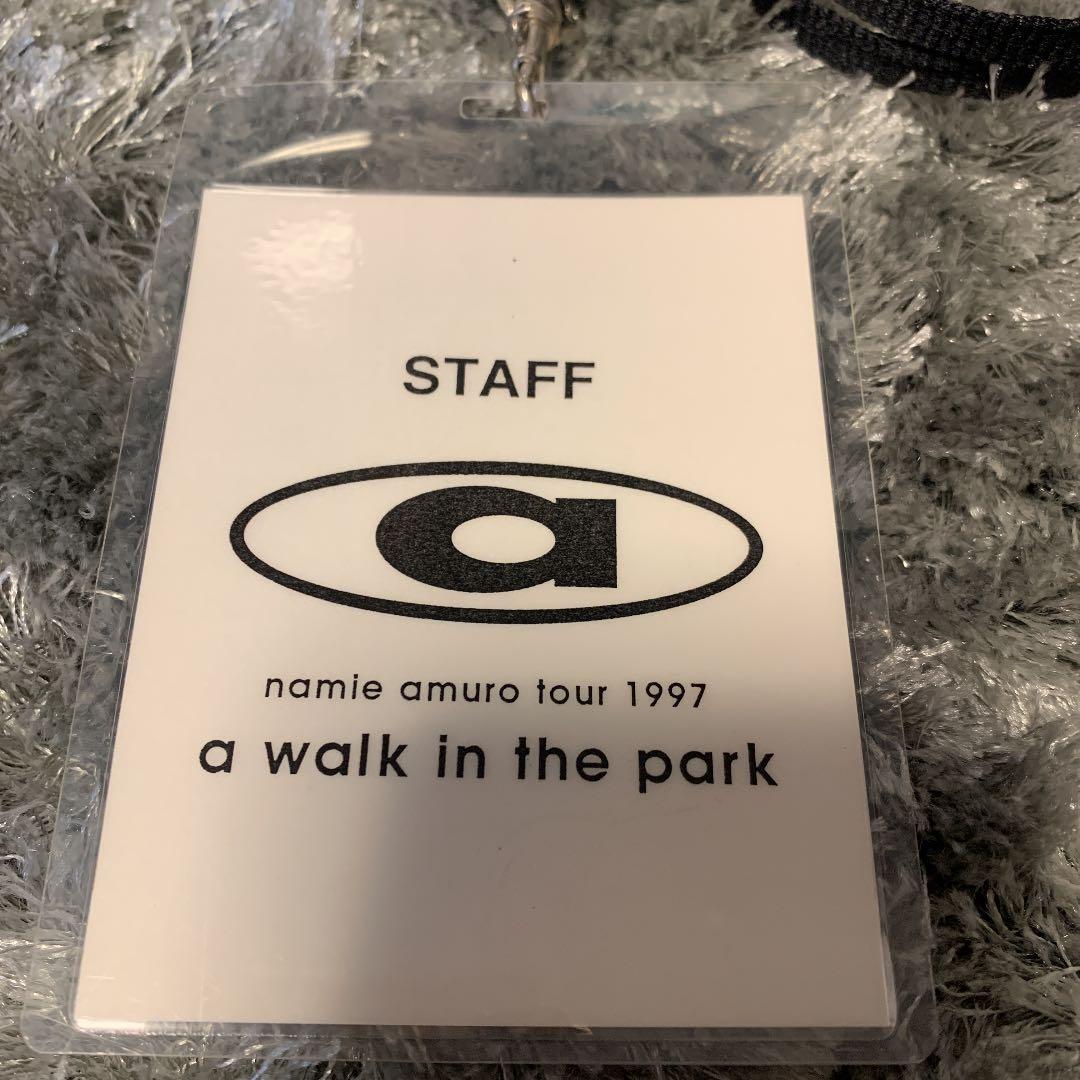 STAFF
a
namie amuro tour 1997
a walk in the park